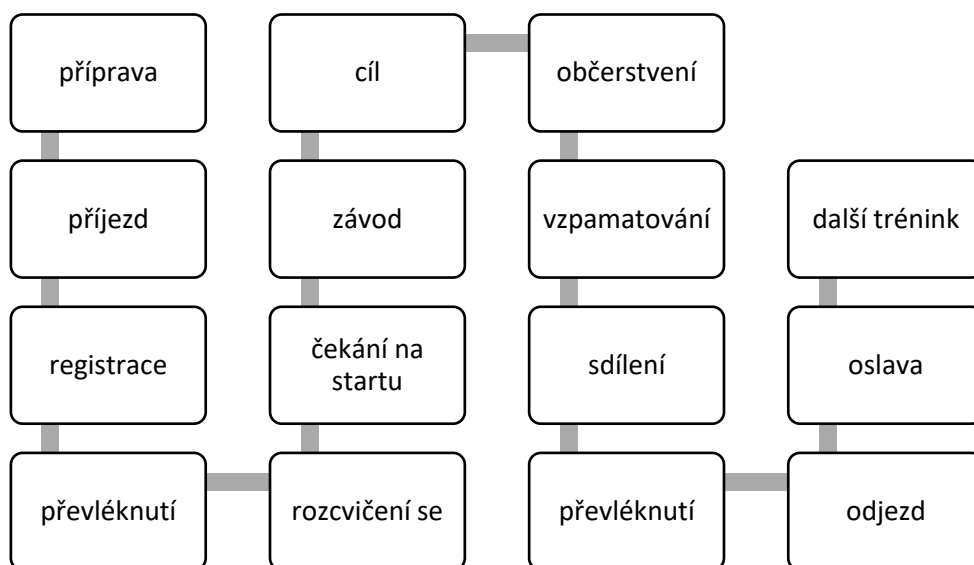 příprava
příjezd
registrace
převléknutí
rozcvičení se
čekání na
startu
závod
cíl
občerstvení
vzpamatování
sdílení
převléknutí
odjezd
oslava
další trénink